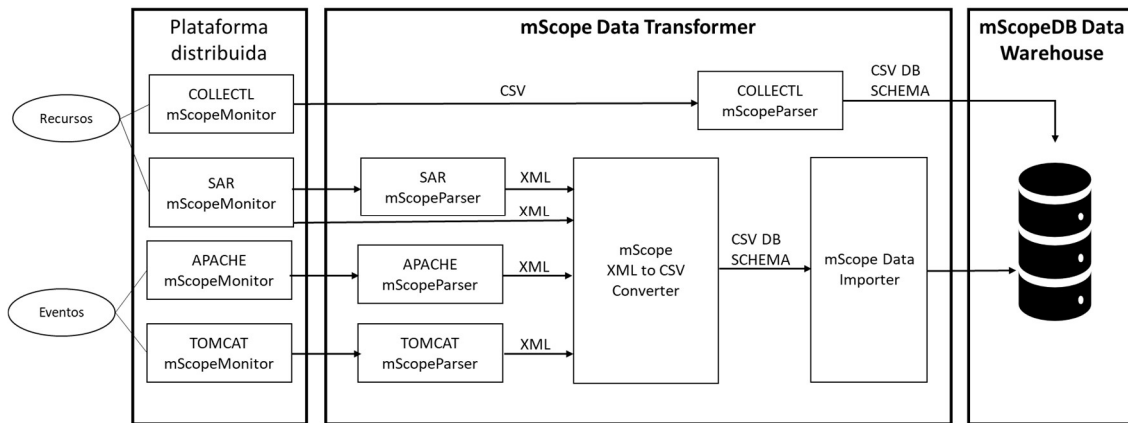 Plataforma
distribuida
mScope Data Transformer
mScopeDB Data
Warehouse
Recursos
COLLECTL
mScopeMonitor
CSV
COLLECTL
mScopeParser
CSV DB
SCHEMA
SAR
mScopeMonitor
SAR
mScopeParser
XML
XML
Eventos
APACHE
mScopeMonitor
APACHE
mScopeParser
XML
TOMCAT
mScopeMonitor
TOMCAT
mScopeParser
XML
mScope
XML to CSV
Converter
CSV DB
SCHEMA
mScope Data
Importer